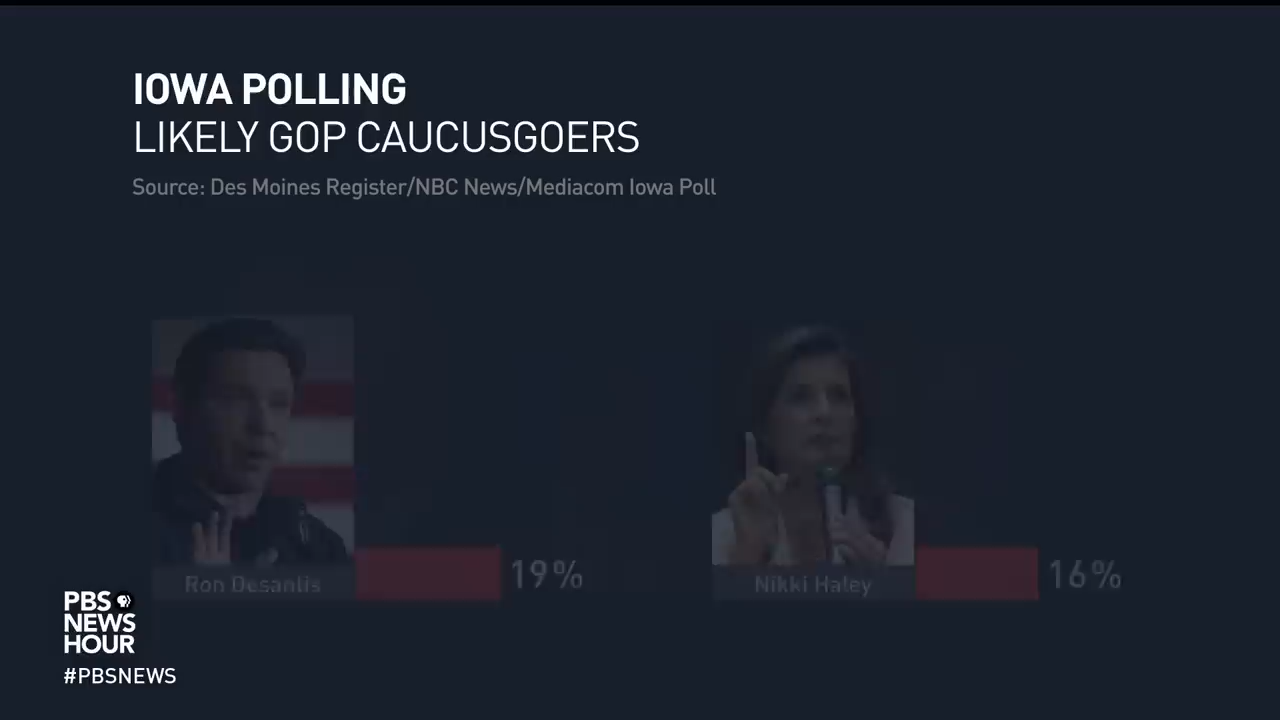 IOWA POLLING
LIKELY GOP CAUCUSGOERS
Source: Des Moines Register/NBC News/Mediacom Iowa Poll
Ron Desantis
19%
Nikki Haley
16%
PBS
NEWS
HOUR
#PBSNEWS